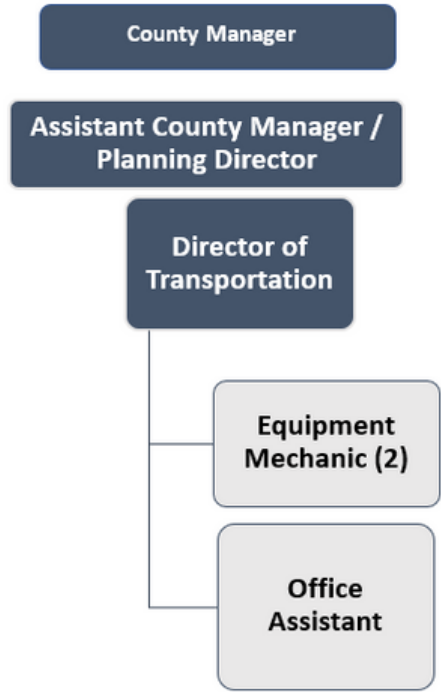 County Manager
Assistant County Manager /
Planning Director
Director of
Transportation
Equipment
Mechanic (2)
Office
Assistant